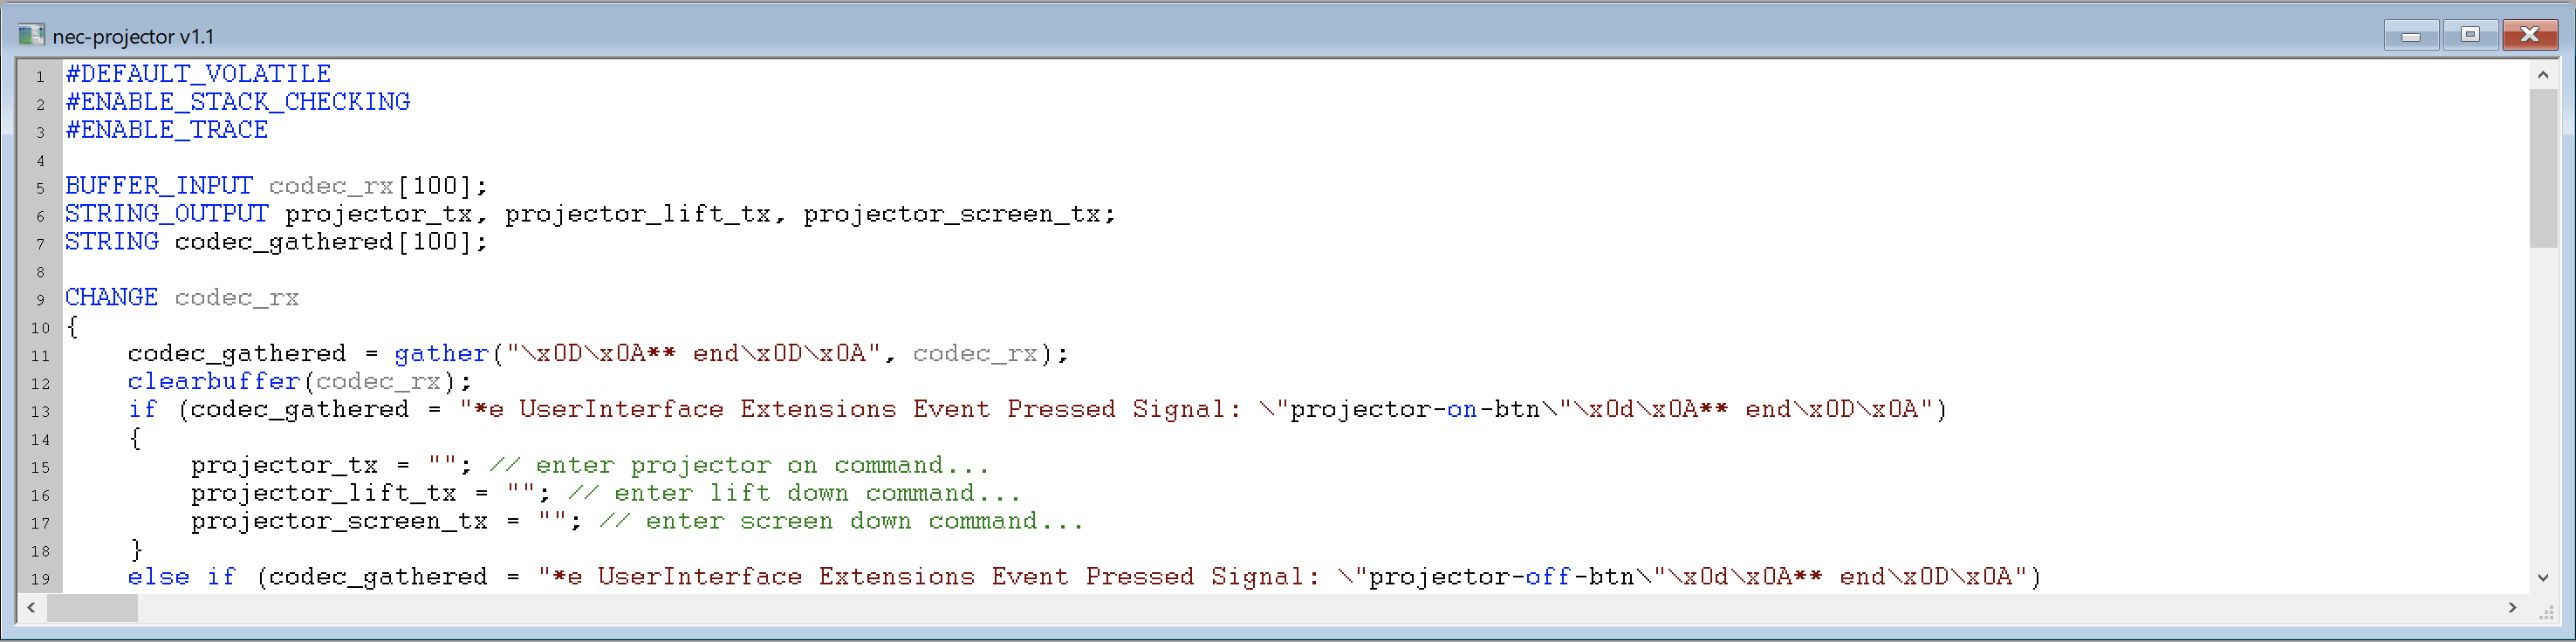 nec-projector v1.1
1 #DEFAULT_VOLATILE
2 #ENABLE_STACK_CHECKING
3 #ENABLE_TRACE
4
5 BUFFER_INPUT codec_rx[100];
6 STRING_OUTPUT projector_tx, projector_lift_tx, projector_screen_tx;
7 STRING codec_gathered[100];
8
9 CHANGE codec_rx
10 {
11     codec_gathered = gather("\x0D\x0A** end\x0D\x0A", codec_rx);
12     clearbuffer(codec_rx);
13     if (codec_gathered = "*e UserInterface Extensions Event Pressed Signal: \"projector-on-btn\"\x0d\x0A** end\x0D\x0A")
14     {
15         projector_tx = ""; // enter projector on command...
16         projector_lift_tx = ""; // enter lift down command...
17         projector_screen_tx = ""; // enter screen down command...
18     }
19     else if (codec_gathered = "*e UserInterface Extensions Event Pressed Signal: \"projector-off-btn\"\x0d\x0A** end\x0D\x0A")